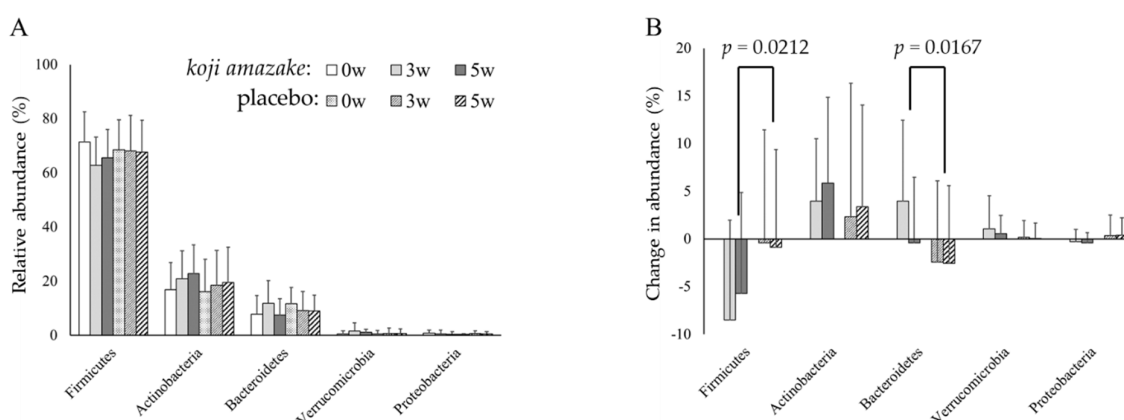 A
Relative abundance (%)
100
80
60
40
20
0
koji amazake: 0w 3w 5w
placebo: 0w 3w 5w
Firmicutes
Actinobacteria
Bacteroidetes
Verrucomicrobia
Proteobacteria
B
Change in abundance (%)
20
15
10
5
0
-5
-10
p = 0.0212
p = 0.0167
Firmicutes
Actinobacteria
Bacteroidetes
Verrucomicrobia
Proteobacteria